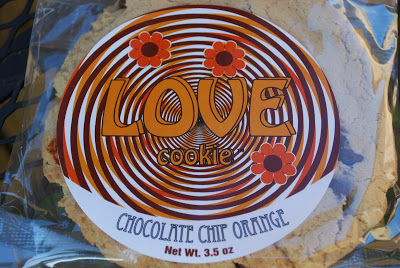 LOVE
cookie
CHOCOLATE CHIP ORANGE
Net Wt. 3.5 oz